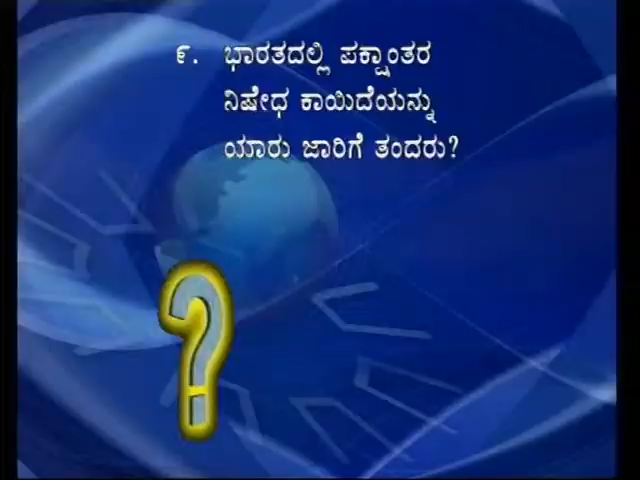 ೯. ಭಾರತದಲ್ಲಿ ಪಕ್ಷಾಂತರ
ನಿಷೇಧ ಕಾಯಿದೆಯನ್ನು
ಯಾರು ಜಾರಿಗೆ ತಂದರು?